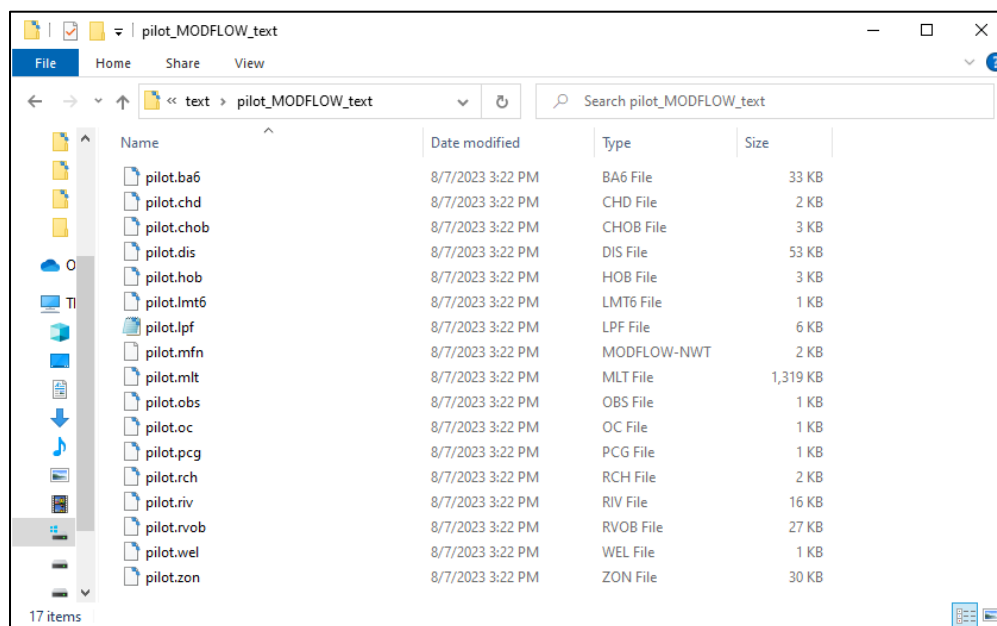 pilot_MODFLOW_text
File Home Share View
« text › pilot_MODFLOW_text Search pilot_MODFLOW_text
Name Date modified Type Size
pilot.ba6 8/7/2023 3:22 PM BA6 File 33 KB
pilot.chd 8/7/2023 3:22 PM CHD File 2 KB
pilot.chob 8/7/2023 3:22 PM CHOB File 3 KB
pilot.dis 8/7/2023 3:22 PM DIS File 53 KB
pilot.hob 8/7/2023 3:22 PM HOB File 3 KB
pilot.lmt6 8/7/2023 3:22 PM LMT6 File 1 KB
pilot.lpf 8/7/2023 3:22 PM LPF File 6 KB
pilot.mfn 8/7/2023 3:22 PM MODFLOW-NWT 2 KB
pilot.mlt 8/7/2023 3:22 PM MLT File 1,319 KB
pilot.obs 8/7/2023 3:22 PM OBS File 1 KB
pilot.oc 8/7/2023 3:22 PM OC File 1 KB
pilot.pcg 8/7/2023 3:22 PM PCG File 1 KB
pilot.rch 8/7/2023 3:22 PM RCH File 2 KB
pilot.riv 8/7/2023 3:22 PM RIV File 16 KB
pilot.rvob 8/7/2023 3:22 PM RVOB File 27 KB
pilot.wel 8/7/2023 3:22 PM WEL File 1 KB
pilot.zon 8/7/2023 3:22 PM ZON File 30 KB
17 items